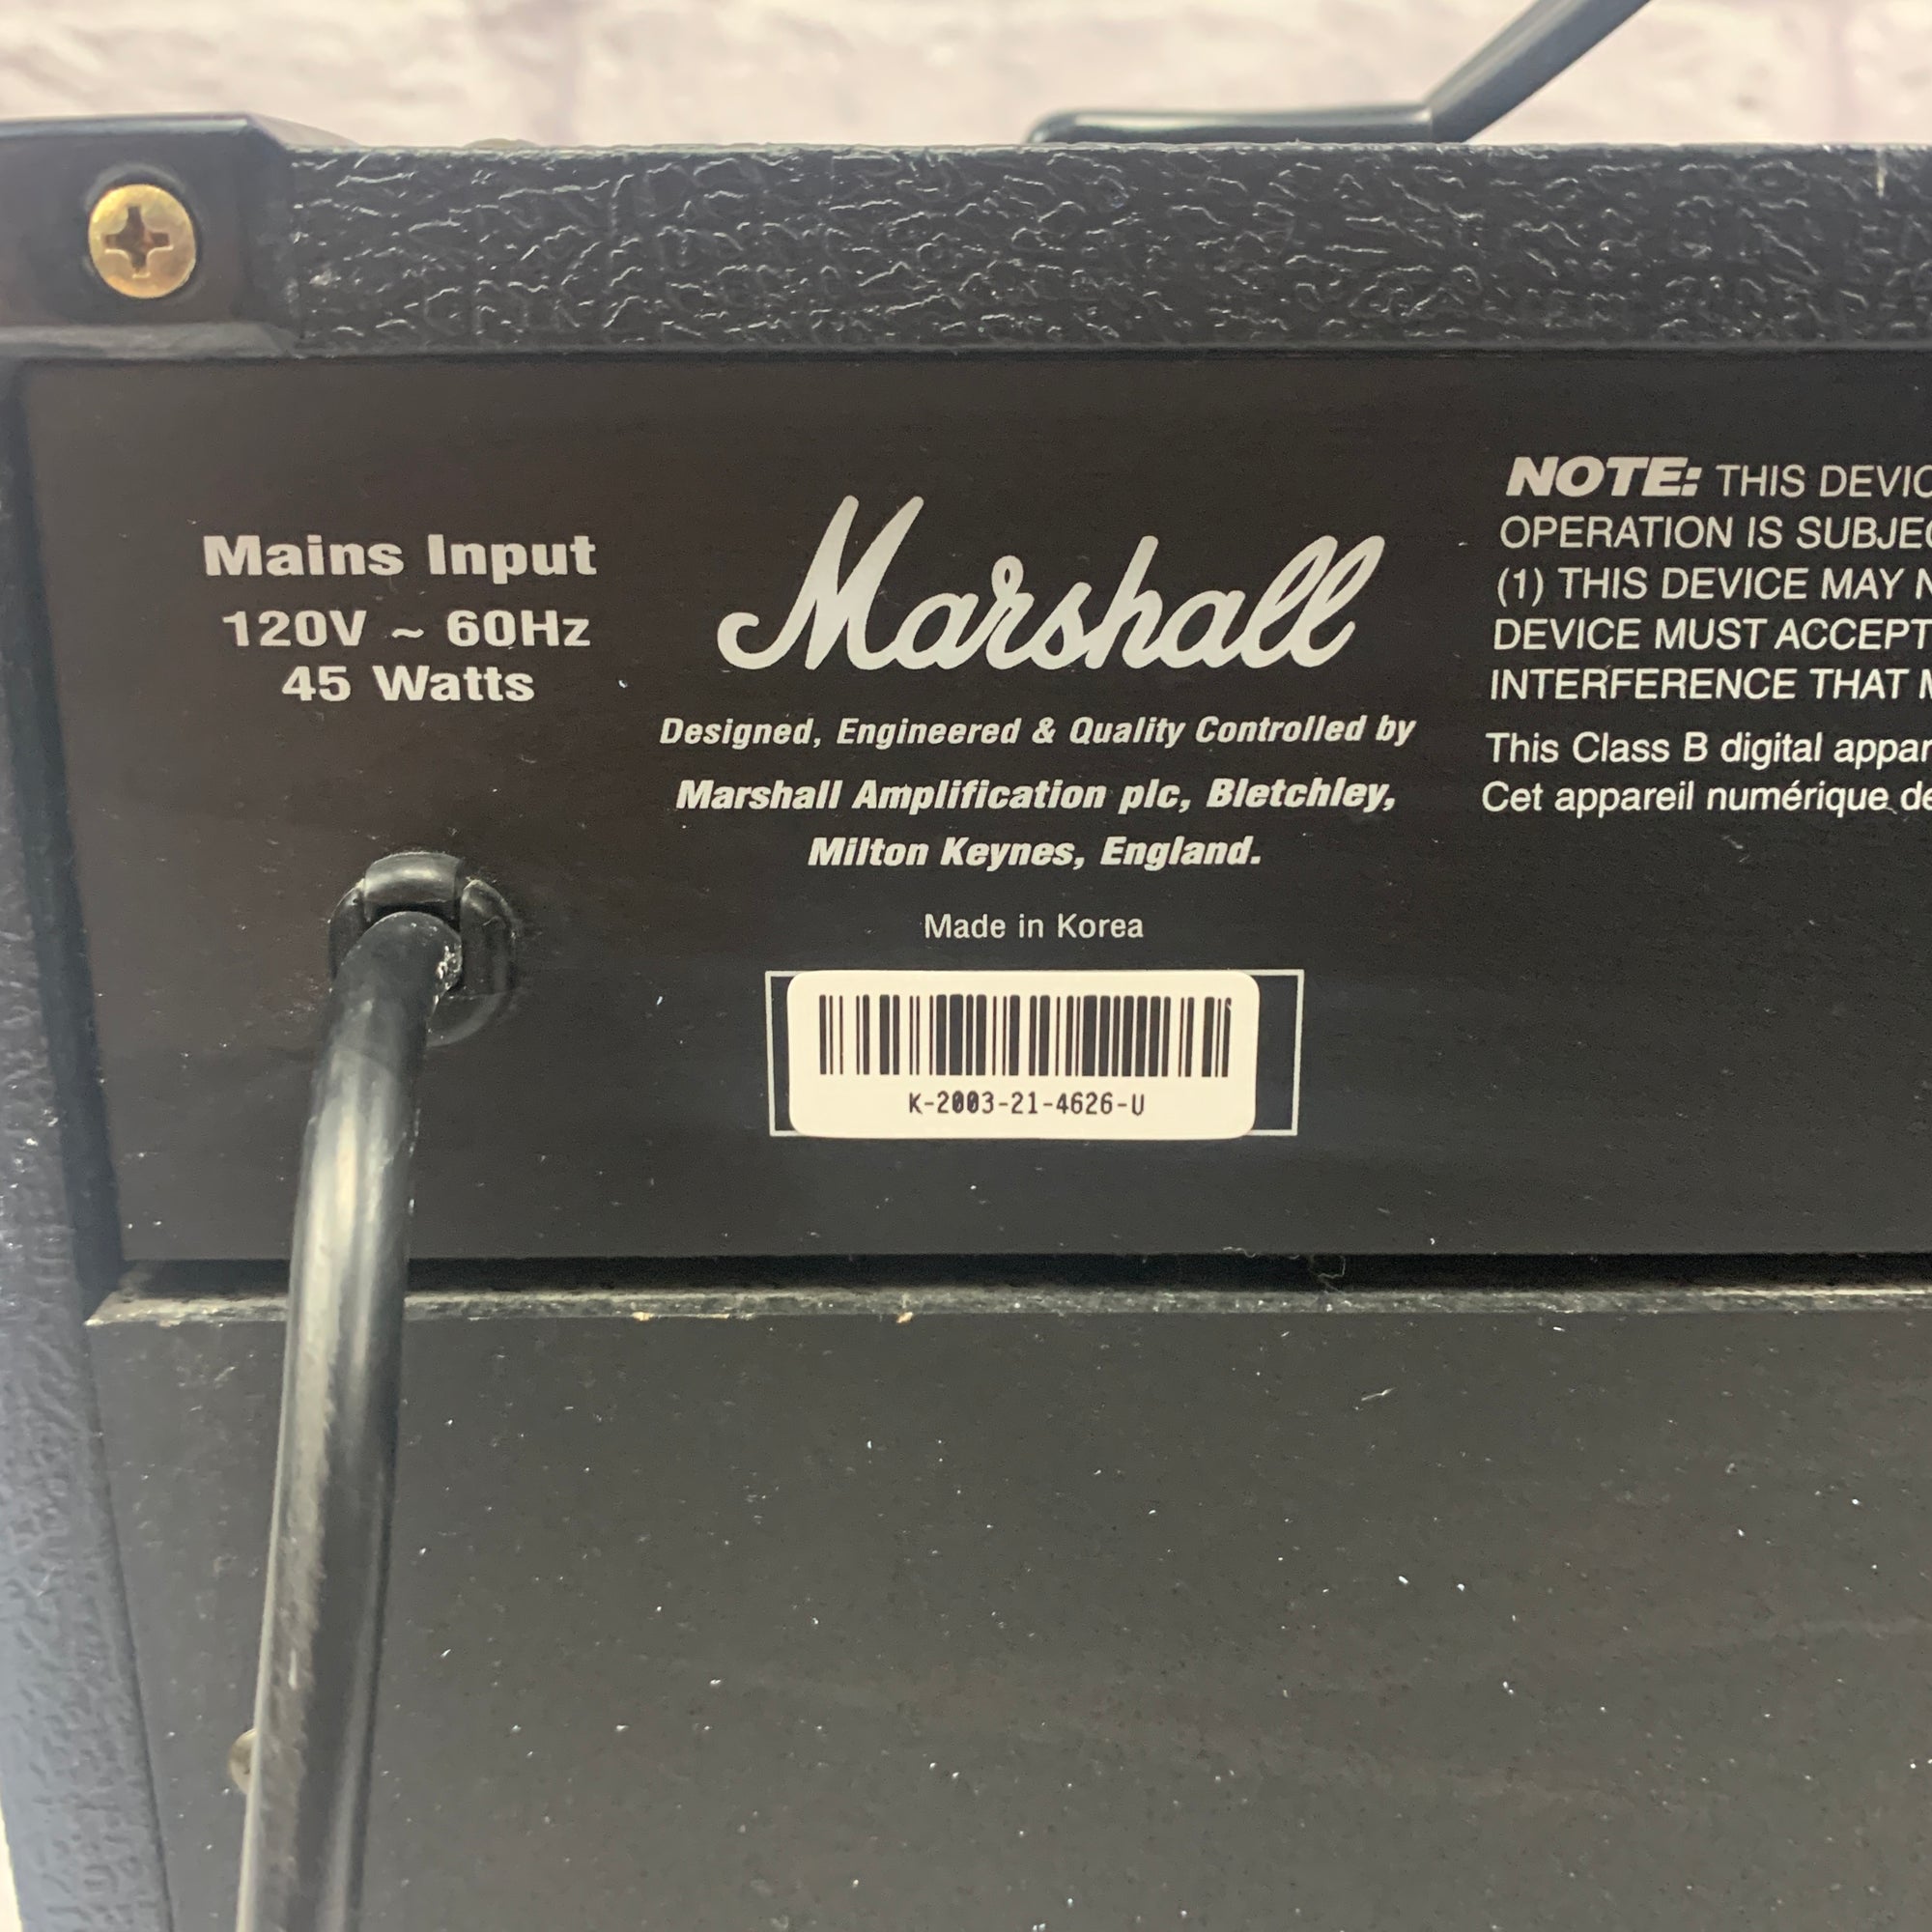 Mains Input
120V ~ 60Hz
45 Watts
Marshall
Designed, Engineered & Quality Controlled by
Marshall Amplification plc, Bletchley,
Milton Keynes, England.
Made in Korea
K-2003-21-4626-U
NOTE: THIS DEVIC
OPERATION IS SUBJEC
(1) THIS DEVICE MAY N
DEVICE MUST ACCEPT
INTERFERENCE THAT M
This Class B digital appar
Cet appareil numérique de